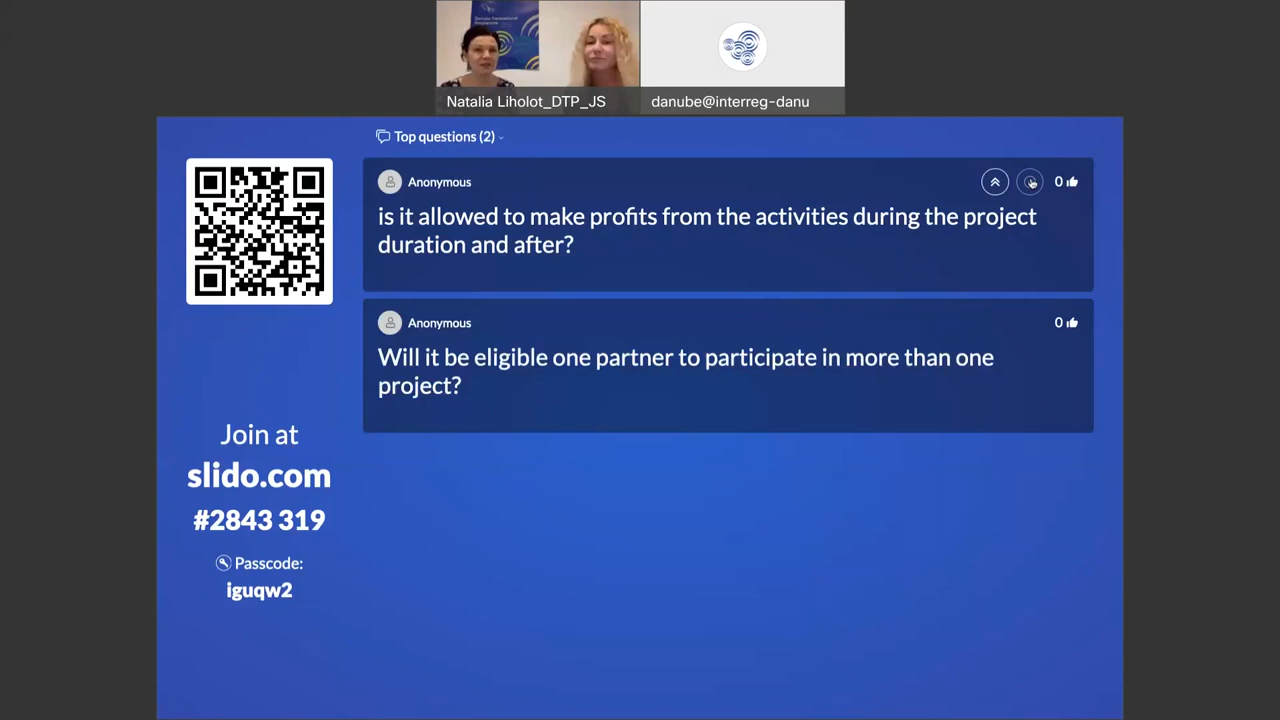 Natalia Liholot_DTP_JS
danube@interreg-danu
Top questions (2)
Anonymous
0
is it allowed to make profits from the activities during the project
duration and after?
Anonymous
0
Will it be eligible one partner to participate in more than one
project?
Join at
slido.com
#2843 319
Passcode:
iguqw2